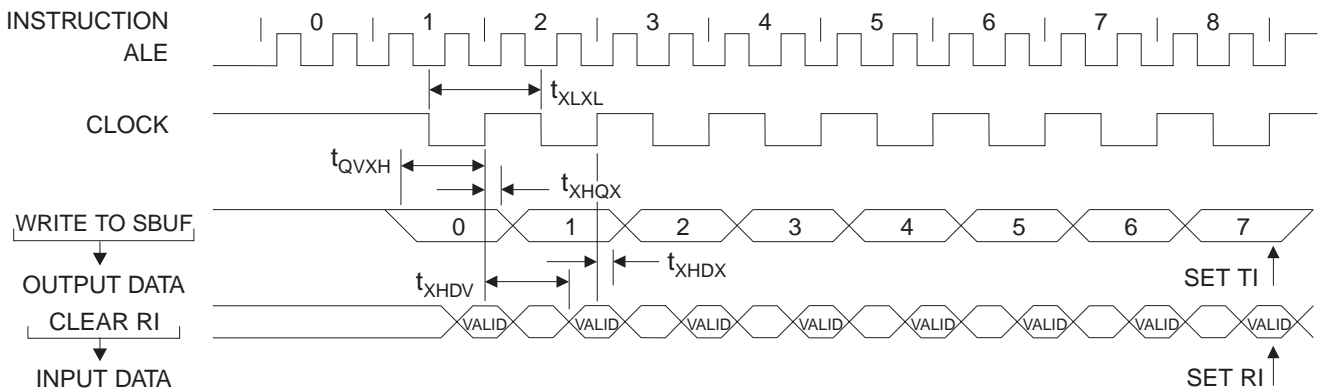 INSTRUCTION 0 1 2 3 4 5 6 7 8
ALE
tXLXL
CLOCK
tQVXH
tXHQX
WRITE TO SBUF 0 1 2 3 4 5 6 7
tXHDV tXHDX SET TI
OUTPUT DATA
CLEAR RI VALID VALID VALID VALID VALID VALID VALID VALID
INPUT DATA SET RI